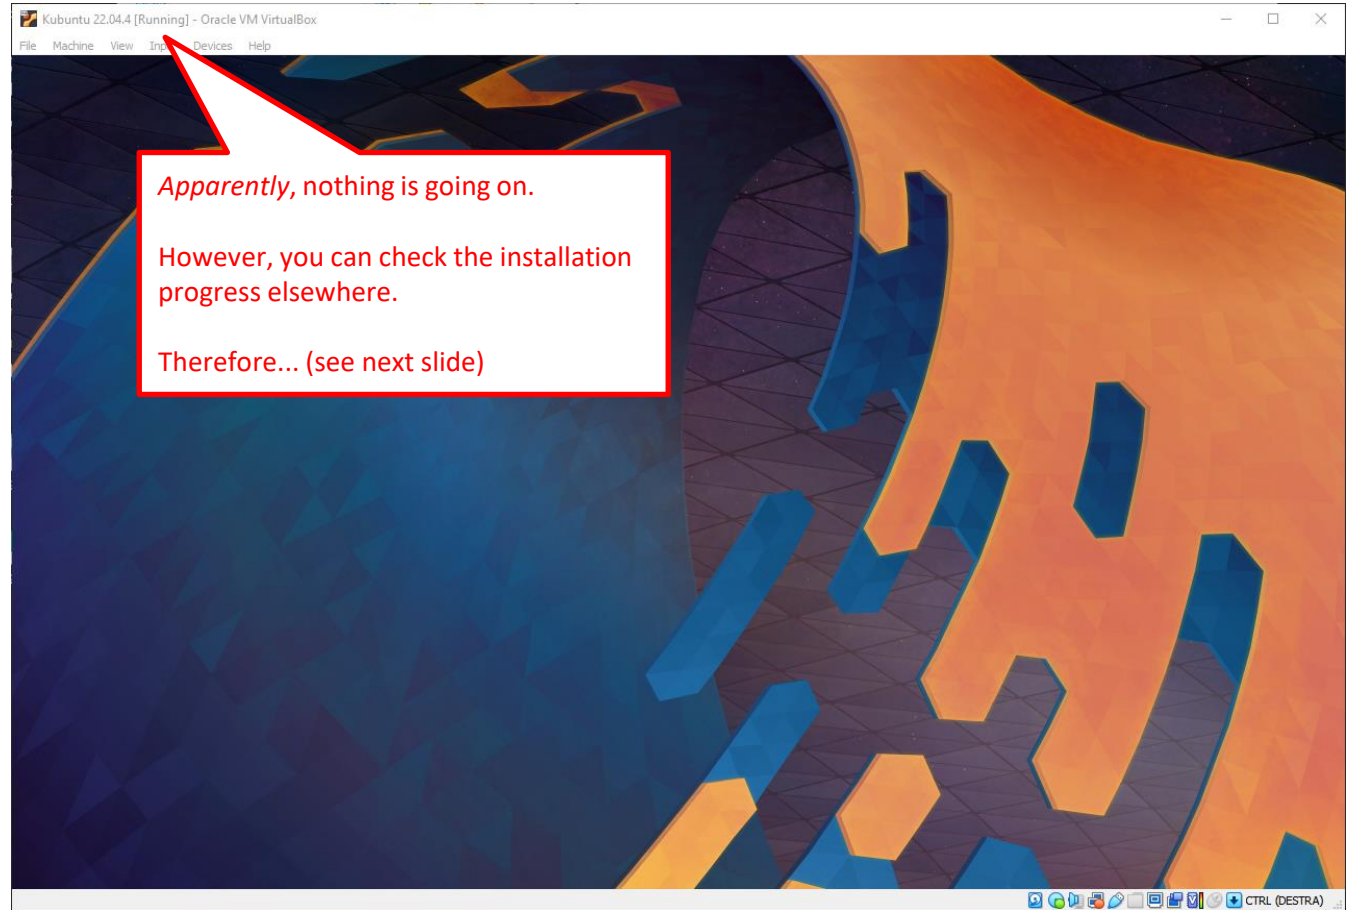 Kubuntu 22.04.4 [Running] - Oracle VM VirtualBox
File Machine View Devices Help
Apparently, nothing is going on.
However, you can check the installation
progress elsewhere.
Therefore... (see next slide)
CTRL (DESTRA)